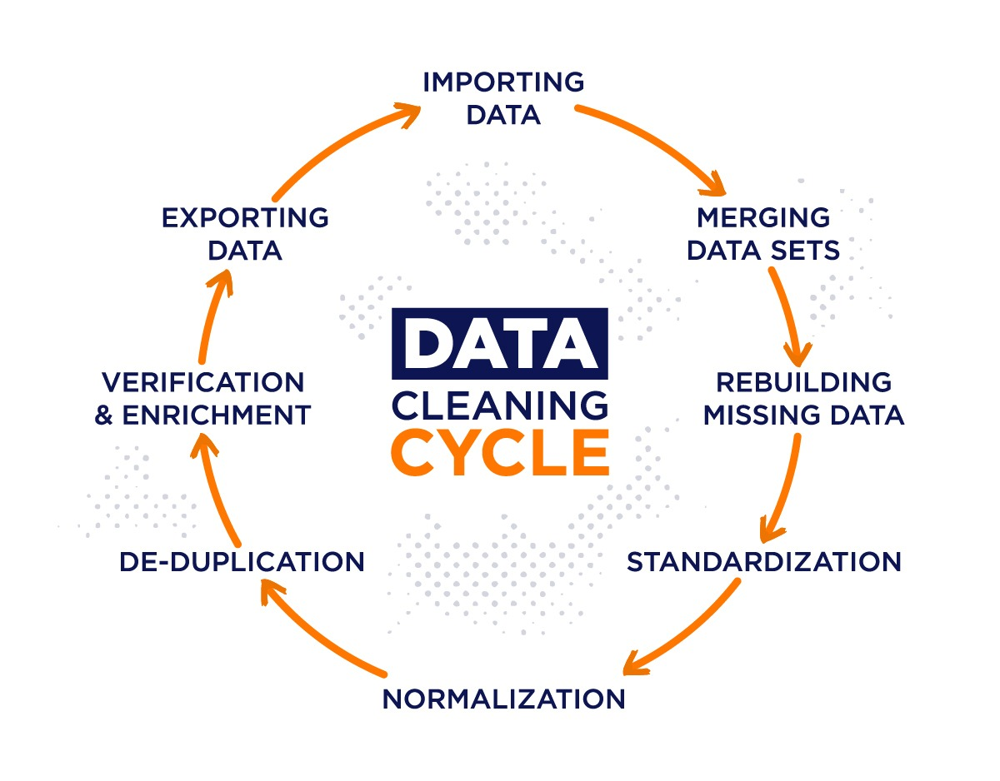 IMPORTING
DATA
MERGING
DATA SETS
REBUILDING
MISSING DATA
STANDARDIZATION
NORMALIZATION
DE-DUPLICATION
VERIFICATION
& ENRICHMENT
EXPORTING
DATA
DATA
CLEANING
CYCLE